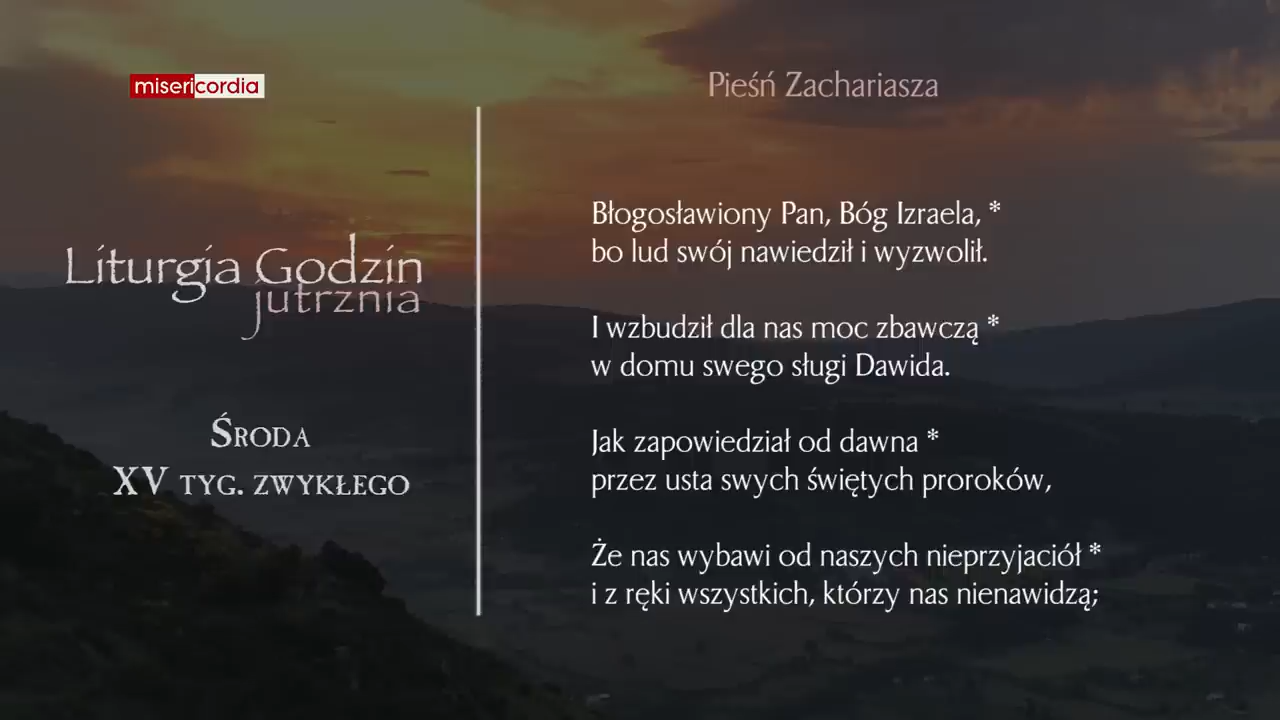 misericordia
Liturgia Godzin
jutrznia
Środa
XV tyg. zwykłego
Pieśń Zachariasza
Błogosławiony Pan, Bóg Izraela, *
bo lud swój nawiedził i wyzwolił.
I wzbudził dla nas moc zbawczą *
w domu swego sługi Dawida.
Jak zapowiedział od dawna *
przez usta swych świętych proroków,
Że nas wybawi od naszych nieprzyjaciół *
i z ręki wszystkich, którzy nas nienawidzą;